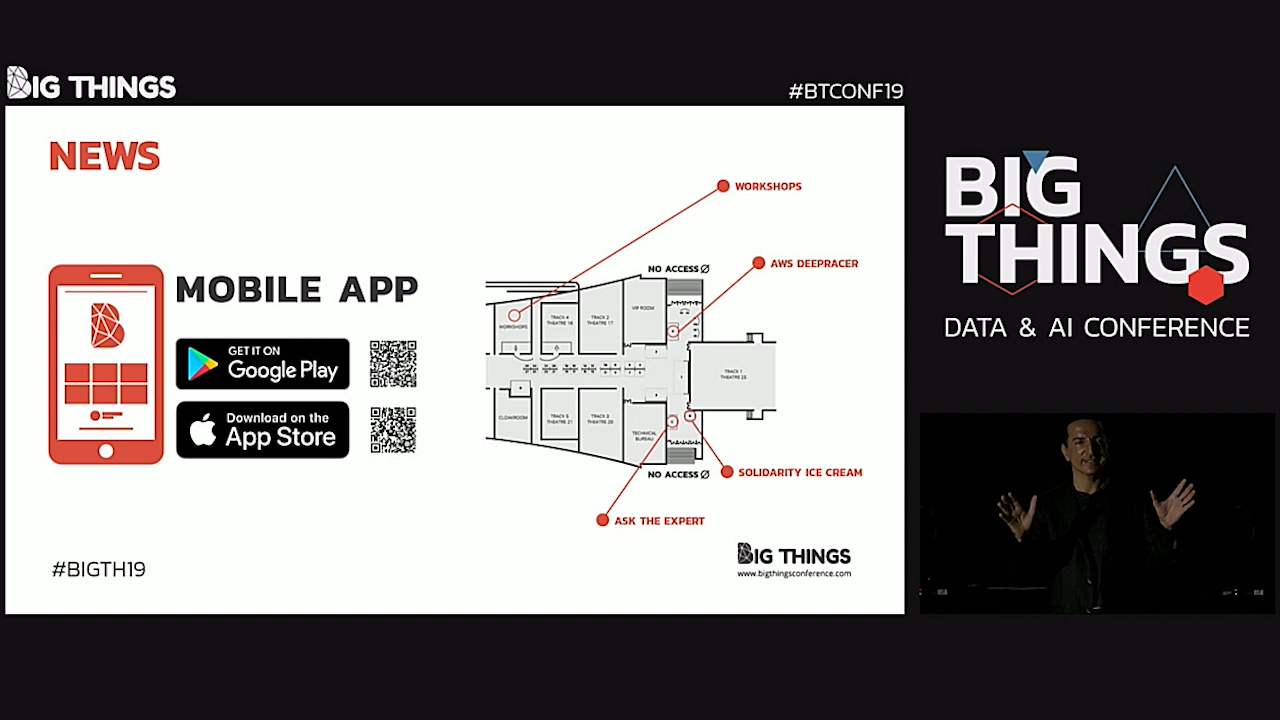 BIG THINGS
#BTCONF19
NEWS
WORKSHOPS
AWS DEEPRACER
NO ACCESS
MOBILE APP
GET IT ON
Google Play
Download on the
App Store
VIP ROOM
WORKSHOPS
TRACK 4
THEATRE 18
TRACK 2
THEATRE 17
TRACK 1
THEATRE 25
CLOAKROOM
TRACK 5
THEATRE 21
TRACK 3
THEATRE 20
TECHNICAL
BUREAU
NO ACCESS
SOLIDARITY ICE CREAM
ASK THE EXPERT
#BIGTH19
BIG THINGS
www.bigthingsconference.com
BIG
THINGS
DATA & AI CONFERENCE